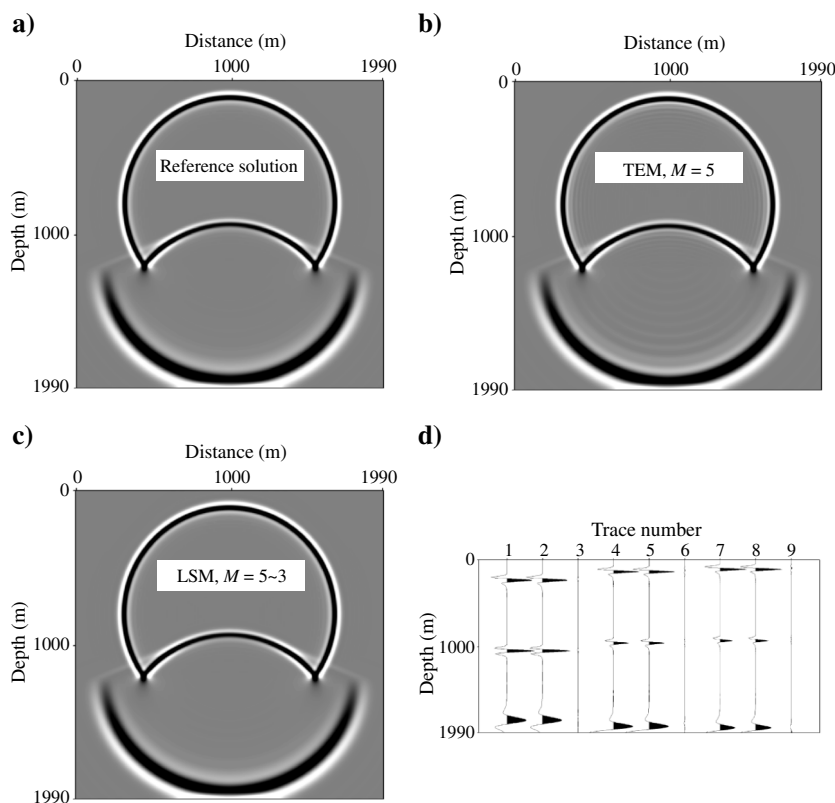 a)
Distance (m)
0 1000 1990
Depth (m)
0
1000
1990
Reference solution
b)
Distance (m)
0 1000 1990
Depth (m)
0
1000
1990
TEM, M = 5
c)
Distance (m)
0 1000 1990
Depth (m)
0
1000
1990
LSM, M = 5~3
d)
Trace number
1 2 3 4 5 6 7 8 9
Depth (m)
0
1000
1990